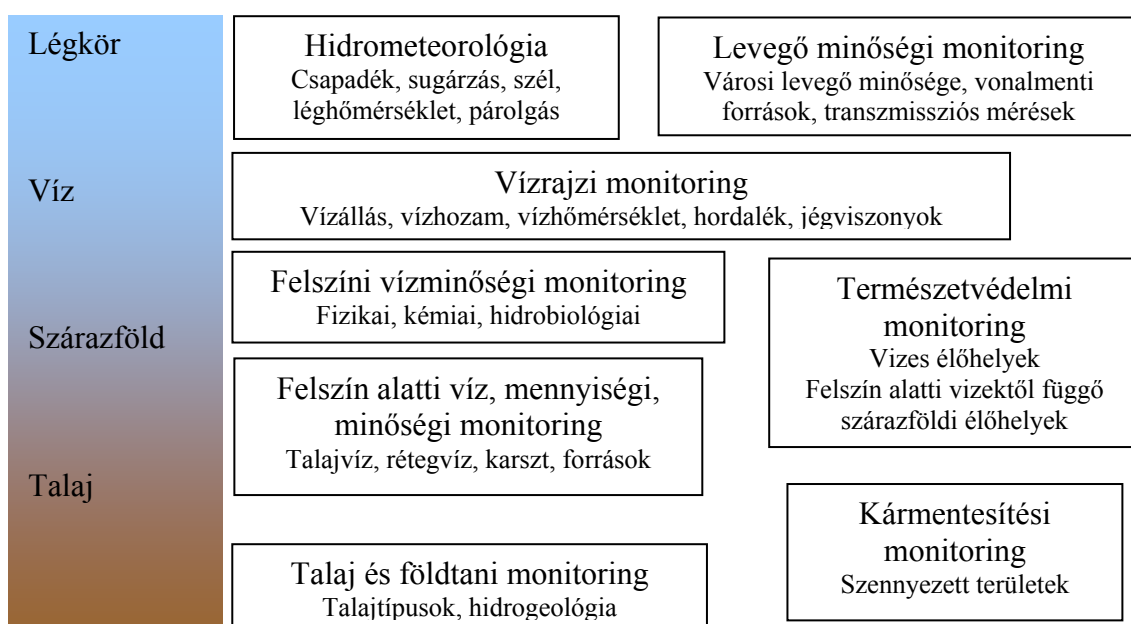 Légkör
Hidrometeorológia
Csapadék, sugárzás, szél,
léghőmérséklet, párolgás
Levegő minőségi monitoring
Városi levegő minősége, vonalmenti
források, transzmissziós mérések
Víz
Vízrajzi monitoring
Vízállás, vízhozam, vízhőmérséklet, hordalék, jégviszonyok
Felszíni vízminőségi monitoring
Fizikai, kémiai, hidrobiológiai
Természetvédelmi
monitoring
Vizes élőhelyek
Felszín alatti vizektől függő
szárazföldi élőhelyek
Szárazföld
Felszín alatti víz, mennyiségi,
minőségi monitoring
Talajvíz, rétegvíz, karszt, források
Talaj
Kármentesítési
monitoring
Szennyezett területek
Talaj és földtani monitoring
Talajtípusok, hidrogeológia